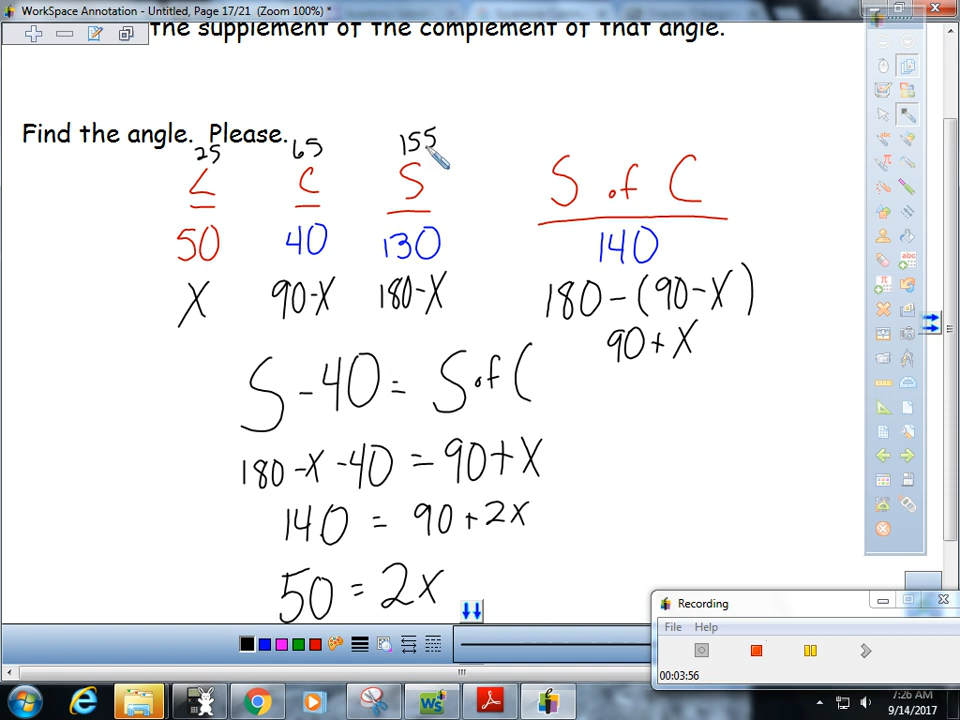 WorkSpace Annotation - Untitled, Page 17/21 (Zoom 100%) *
the supplement of the complement of that angle.
Find the angle. Please.
25 65 155
∠ C S S of C
50 40 130 140
X 90-X 180-X 180-(90-X)
90+X
S-40= S of C
180-X-40=90+X
140 = 90+2X
50=2X
Recording
File Help
00:03:56
7:26 AM
9/14/2017